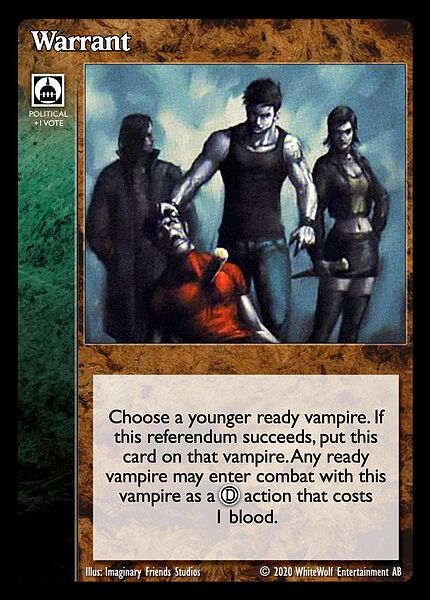 Warrant
POLITICAL
+1 VOTE
Choose a younger ready vampire. If
this referendum succeeds, put this
card on that vampire. Any ready
vampire may enter combat with this
vampire as a Ⓓ action that costs
1 blood.
Illus: Imaginary Friends Studios
© 2020 WhiteWolf Entertainment AB